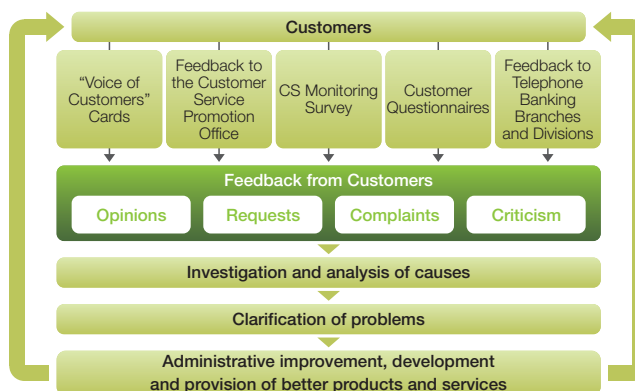 Customers
“Voice of
Customers”
Cards
Feedback to
the Customer
Service
Promotion
Office
CS Monitoring
Survey
Customer
Questionnaires
Feedback to
Telephone
Banking
Branches
and Divisions
Feedback from Customers
Opinions
Requests
Complaints
Criticism
Investigation and analysis of causes
Clarification of problems
Administrative improvement, development
and provision of better products and services